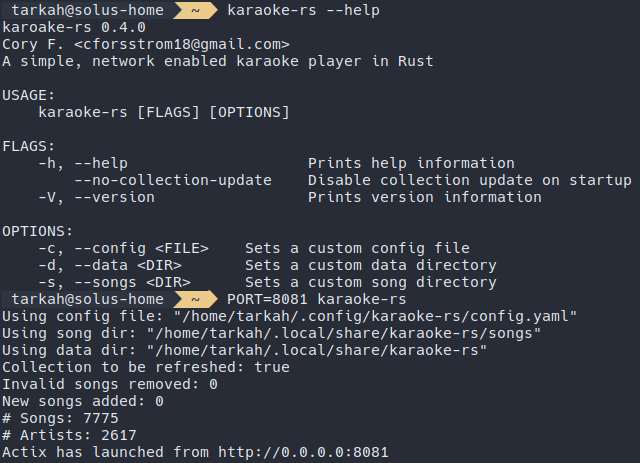 tarkah@solus-home ~ karaoke-rs --help
karoake-rs 0.4.0
Cory F. <cforsstrom18@gmail.com>
A simple, network enabled karaoke player in Rust
USAGE:
karaoke-rs [FLAGS] [OPTIONS]
FLAGS:
-h, --help Prints help information
--no-collection-update Disable collection update on startup
-V, --version Prints version information
OPTIONS:
-c, --config <FILE> Sets a custom config file
-d, --data <DIR> Sets a custom data directory
-s, --songs <DIR> Sets a custom song directory
tarkah@solus-home ~ PORT=8081 karaoke-rs
Using config file: "/home/tarkah/.config/karaoke-rs/config.yaml"
Using song dir: "/home/tarkah/.local/share/karaoke-rs/songs"
Using data dir: "/home/tarkah/.local/share/karaoke-rs"
Collection to be refreshed: true
Invalid songs removed: 0
New songs added: 0
# Songs: 7775
# Artists: 2617
Actix has launched from http://0.0.0.0:8081